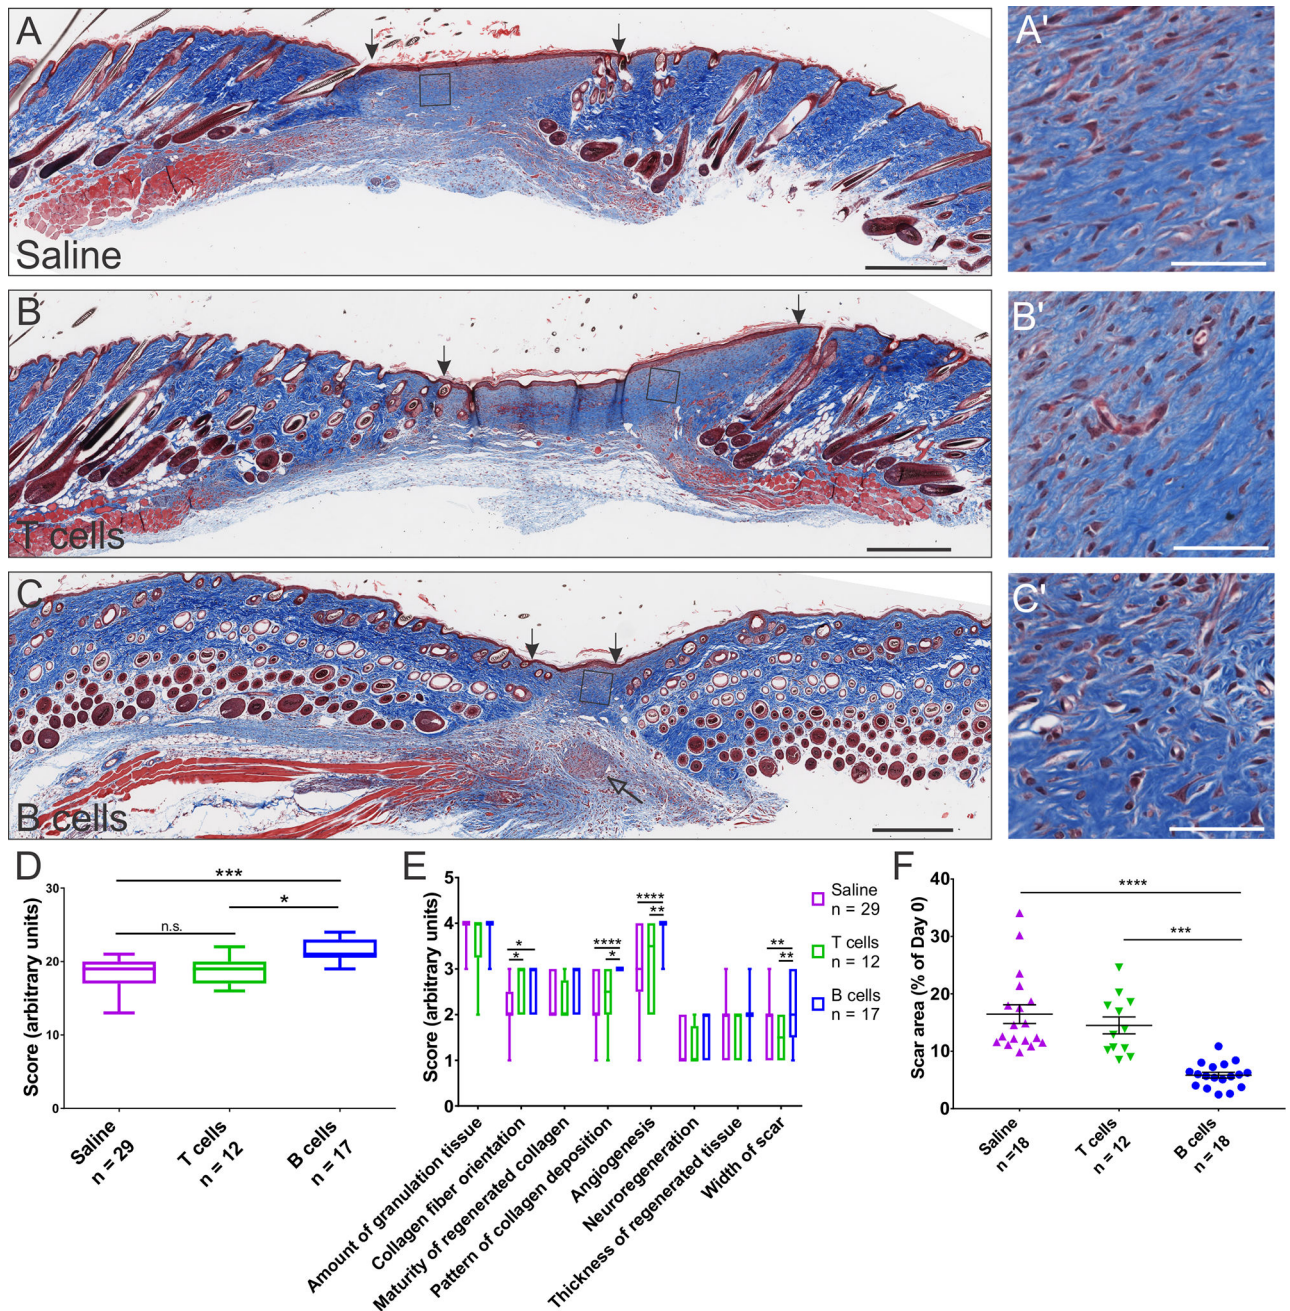 A
Saline
A'
B
T cells
B'
C
B cells
C'
D
***
*
n.s.
Score (arbitrary units)
30
20
10
0
Saline
n = 29
T cells
n = 12
B cells
n = 17
E
Score (arbitrary units)
5
4
3
2
1
0
*
*
****
*
****
**
**
**
Saline
n = 29
T cells
n = 12
B cells
n = 17
Amount of granulation tissue
Collagen fiber orientation
Maturity of regenerated collagen
Pattern of collagen deposition
Angiogenesis
Neuroregeneration
Thickness of regenerated tissue
Width of scar
F
Scar area (% of Day 0)
40
30
20
10
0
****
***
Saline
n =18
T cells
n = 12
B cells
n = 18